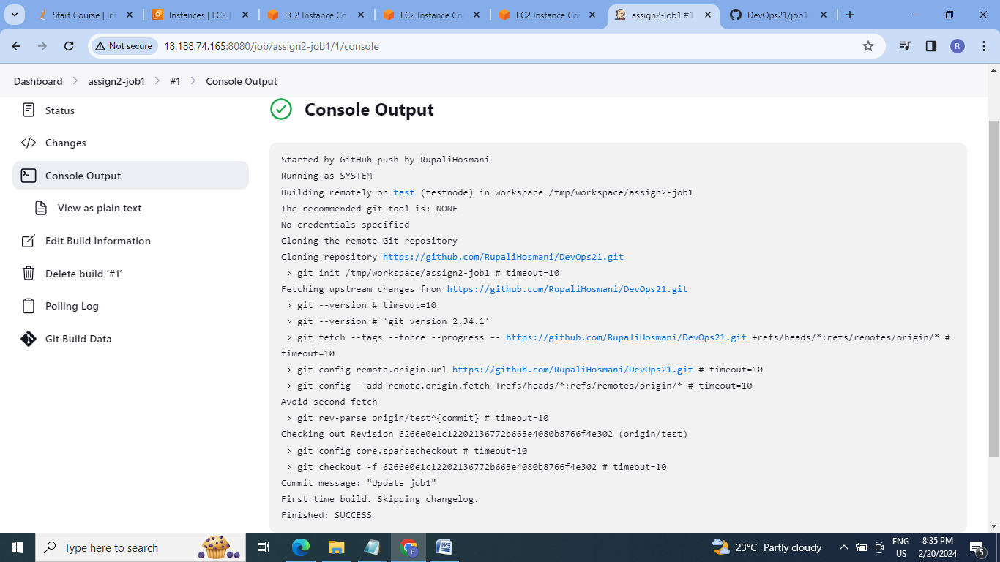 Start Course | Int
Instances | EC2 |
EC2 Instance Co
EC2 Instance Co
EC2 Instance Co
assign2-job1 #1
DevOps21/job1
Not secure
18.188.74.165:8080/job/assign2-job1/1/console
R
Dashboard
assign2-job1
#1
Console Output
Status
Changes
Console Output
View as plain text
Edit Build Information
Delete build ‘#1’
Polling Log
Git Build Data
Console Output
Started by GitHub push by RupaliHosmani
Running as SYSTEM
Building remotely on test (testnode) in workspace /tmp/workspace/assign2-job1
The recommended git tool is: NONE
No credentials specified
Cloning the remote Git repository
Cloning repository https://github.com/RupaliHosmani/DevOps21.git
> git init /tmp/workspace/assign2-job1 # timeout=10
Fetching upstream changes from https://github.com/RupaliHosmani/DevOps21.git
> git --version # timeout=10
> git --version # 'git version 2.34.1'
> git fetch --tags --force --progress -- https://github.com/RupaliHosmani/DevOps21.git +refs/heads/*:refs/remotes/origin/* #
timeout=10
> git config remote.origin.url https://github.com/RupaliHosmani/DevOps21.git # timeout=10
> git config --add remote.origin.fetch +refs/heads/*:refs/remotes/origin/* # timeout=10
Avoid second fetch
> git rev-parse origin/test^{commit} # timeout=10
Checking out Revision 6266e0e1c12202136772b665e4080b8766f4e302 (origin/test)
> git config core.sparsecheckout # timeout=10
> git checkout -f 6266e0e1c12202136772b665e4080b8766f4e302 # timeout=10
Commit message: "Update job1"
First time build. Skipping changelog.
Finished: SUCCESS
Type here to search
R
23°C Partly cloudy
ENG
US
8:35 PM
2/20/2024
5